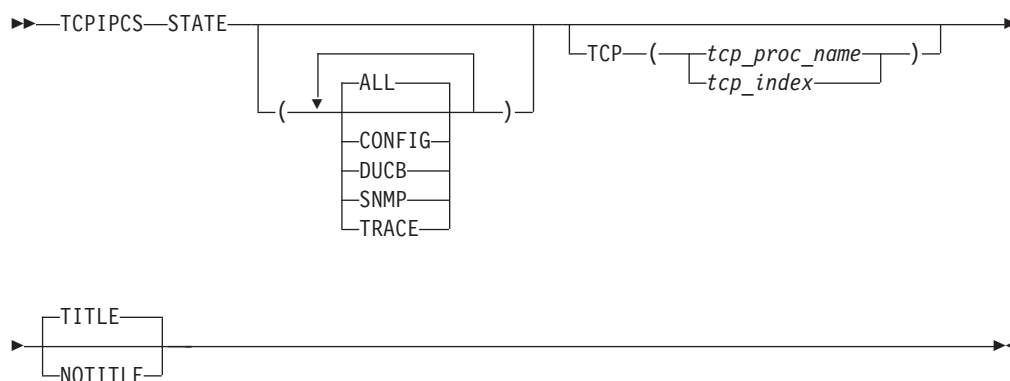 TCPIPCS STATE
TCP ( tcp_proc_name )
tcp_index
ALL
( )
CONFIG
DUCB
SNMP
TRACE
TITLE
NOTITLE